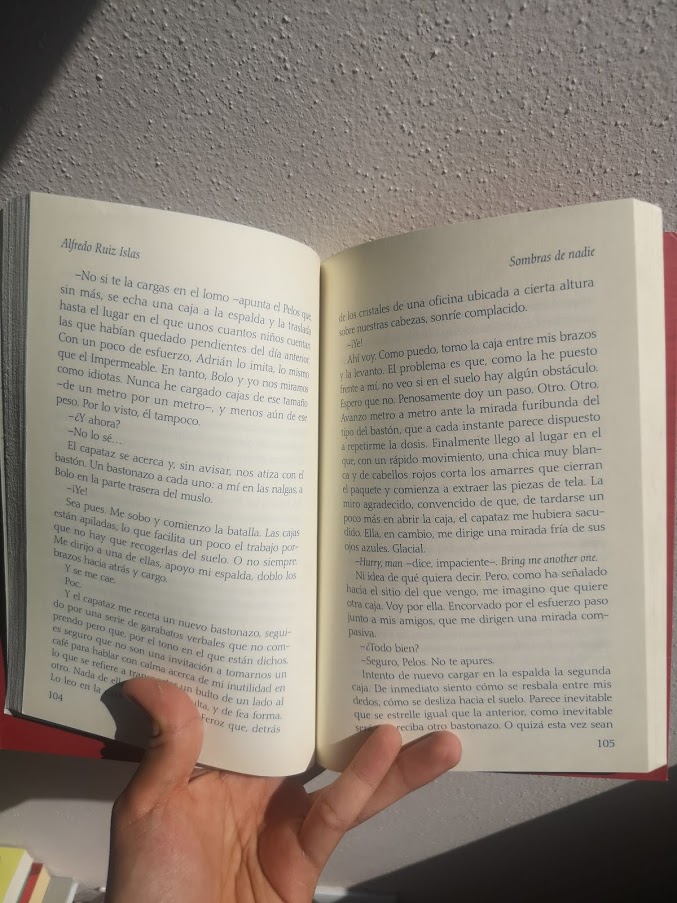 Alfredo Ruiz Islas
–No si te la cargas en el lomo –apunta el Pelos que,
sin más, se echa una caja a la espalda y la traslada
hasta el lugar en el que unos cuantos niños cuentan
las que habían quedado pendientes del día anterior.
Con un poco de esfuerzo, Adrián lo imita, lo mismo
que el Impermeable. En tanto, Bolo y yo nos miramos
como idiotas. Nunca he cargado cajas de ese tamaño
–de un metro por un metro–, y menos aún de ese
peso. Por lo visto, él tampoco.
–¿Y ahora?
–No lo sé…
El capataz se acerca y, sin avisar, nos atiza con el
bastón. Un bastonazo a cada uno: a mí en las nalgas, a
Bolo en la parte trasera del muslo.
–¡Ye!
Sea pues. Me sobo y comienzo la batalla. Las cajas
están apiladas, lo que facilita un poco el trabajo por-
que no hay que recogerlas del suelo. O no siempre.
Me dirijo a una de ellas, apoyo mi espalda, doblo los
brazos hacia atrás y cargo.
Y se me cae.
Poc.
Y el capataz me receta un nuevo bastonazo, segui-
do por una serie de garabatos verbales que no com-
prendo pero que, por el tono en el que están dichos,
es seguro que no son una invitación a tomarnos un
café para hablar con calma acerca de mi inutilidad en
lo que se refiere a un bulto de un lado al
otro. Nada de y de fea forma.
Lo leo en la Feroz que, detrás
104
Sombras de nadie
de los cristales de una oficina ubicada a cierta altura
sobre nuestras cabezas, sonríe complacido.
–¡Ye!
Ahí voy. Como puedo, tomo la caja entre mis brazos
y la levanto. El problema es que, como la he puesto
frente a mí, no veo si en el suelo hay algún obstáculo.
Espero que no. Penosamente doy un paso. Otro. Otro.
Avanzo metro a metro ante la mirada furibunda del
tipo del bastón, que a cada instante parece dispuesto
a repetirme la dosis. Finalmente llego al lugar en el
que, con un rápido movimiento, una chica muy blan-
ca y de cabellos rojos corta los amarres que cierran
el paquete y comienza a extraer las piezas de tela. La
miro agradecido, convencido de que, de tardarse un
poco más en abrir la caja, el capataz me hubiera sacu-
dido. Ella, en cambio, me dirige una mirada fría de sus
ojos azules. Glacial.
–Hurry, man –dice, impaciente–. Bring me another one.
Ni idea de qué quiera decir. Pero, como ha señalado
hacia el sitio del que vengo, me imagino que quiere
otra caja. Voy por ella. Encorvado por el esfuerzo paso
junto a mis amigos, que me dirigen una mirada com-
pasiva.
–¿Todo bien?
–Seguro, Pelos. No te apures.
Intento de nuevo cargar en la espalda la segunda
caja. De inmediato siento cómo se resbala entre mis
dedos, cómo se desliza hacia el suelo. Parece inevitable
que se estrelle igual que la anterior, como inevitable
reciba otro bastonazo. O quizá esta vez sean
105